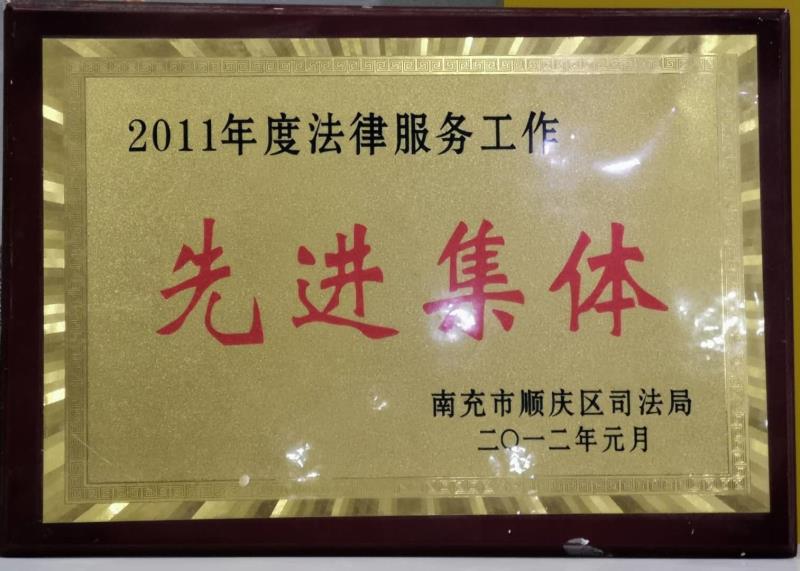 2011年度法律服务工作
先进集体
南充市顺庆区司法局
二〇一二年元月